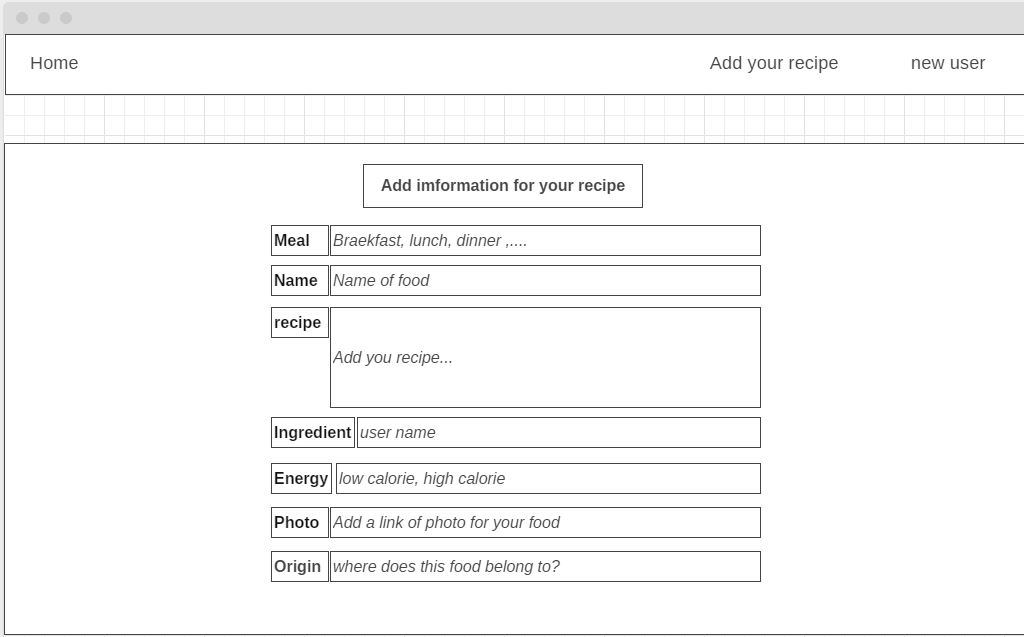 Home Add your recipe new user
Add imformation for your recipe
Meal Braekfast, lunch, dinner ,....
Name Name of food
recipe
Add you recipe...
Ingredient user name
Energy low calorie, high calorie
Photo Add a link of photo for your food
Origin where does this food belong to?